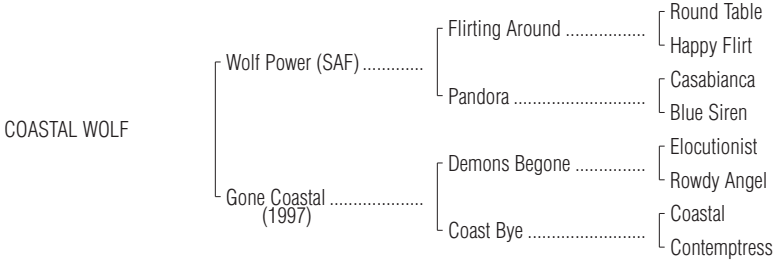 Round Table
Flirting Around .................
Happy Flirt
Wolf Power (SAF) .............
Casabianca
Pandora ............................
Blue Siren
COASTAL WOLF
Elocutionist
Demons Begone ...............
Rowdy Angel
Gone Coastal ....................
(1997)
Coastal
Coast Bye .........................
Contemptress